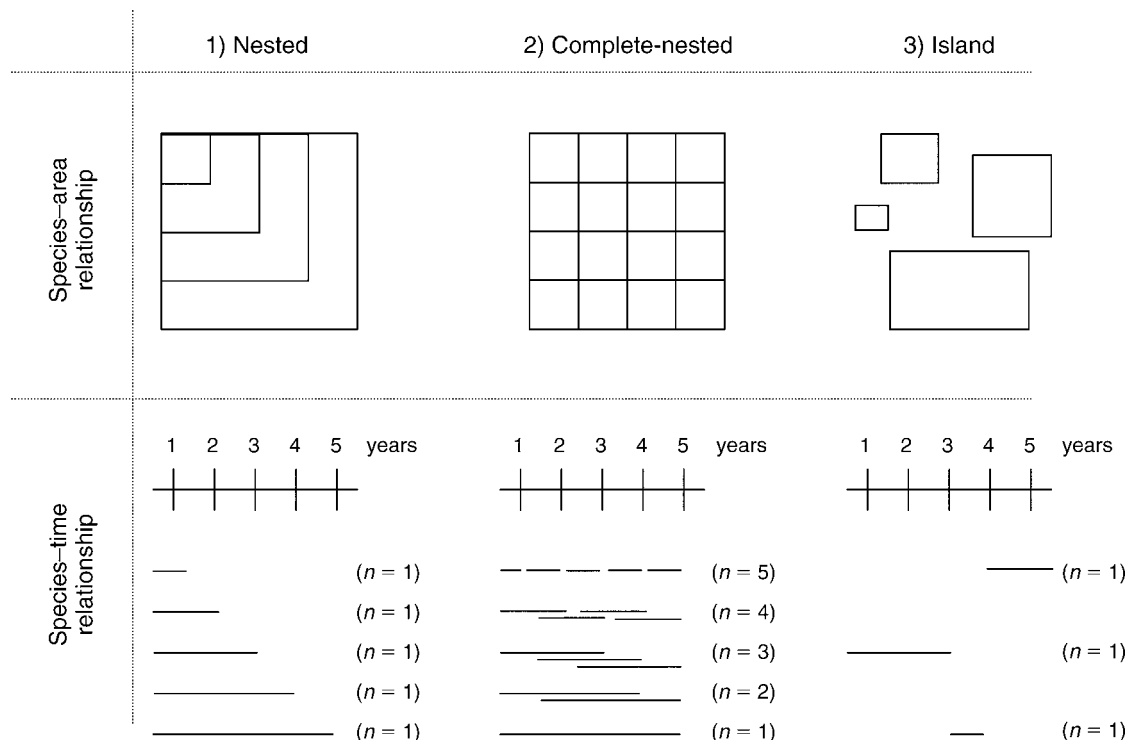 1) Nested 2) Complete-nested 3) Island
Species–area
relationship
Species–time
relationship
1 2 3 4 5 years 1 2 3 4 5 years 1 2 3 4 5 years
(n = 1) (n = 5) (n = 1)
(n = 1) (n = 4)
(n = 1) (n = 3) (n = 1)
(n = 1) (n = 2)
(n = 1) (n = 1) (n = 1)